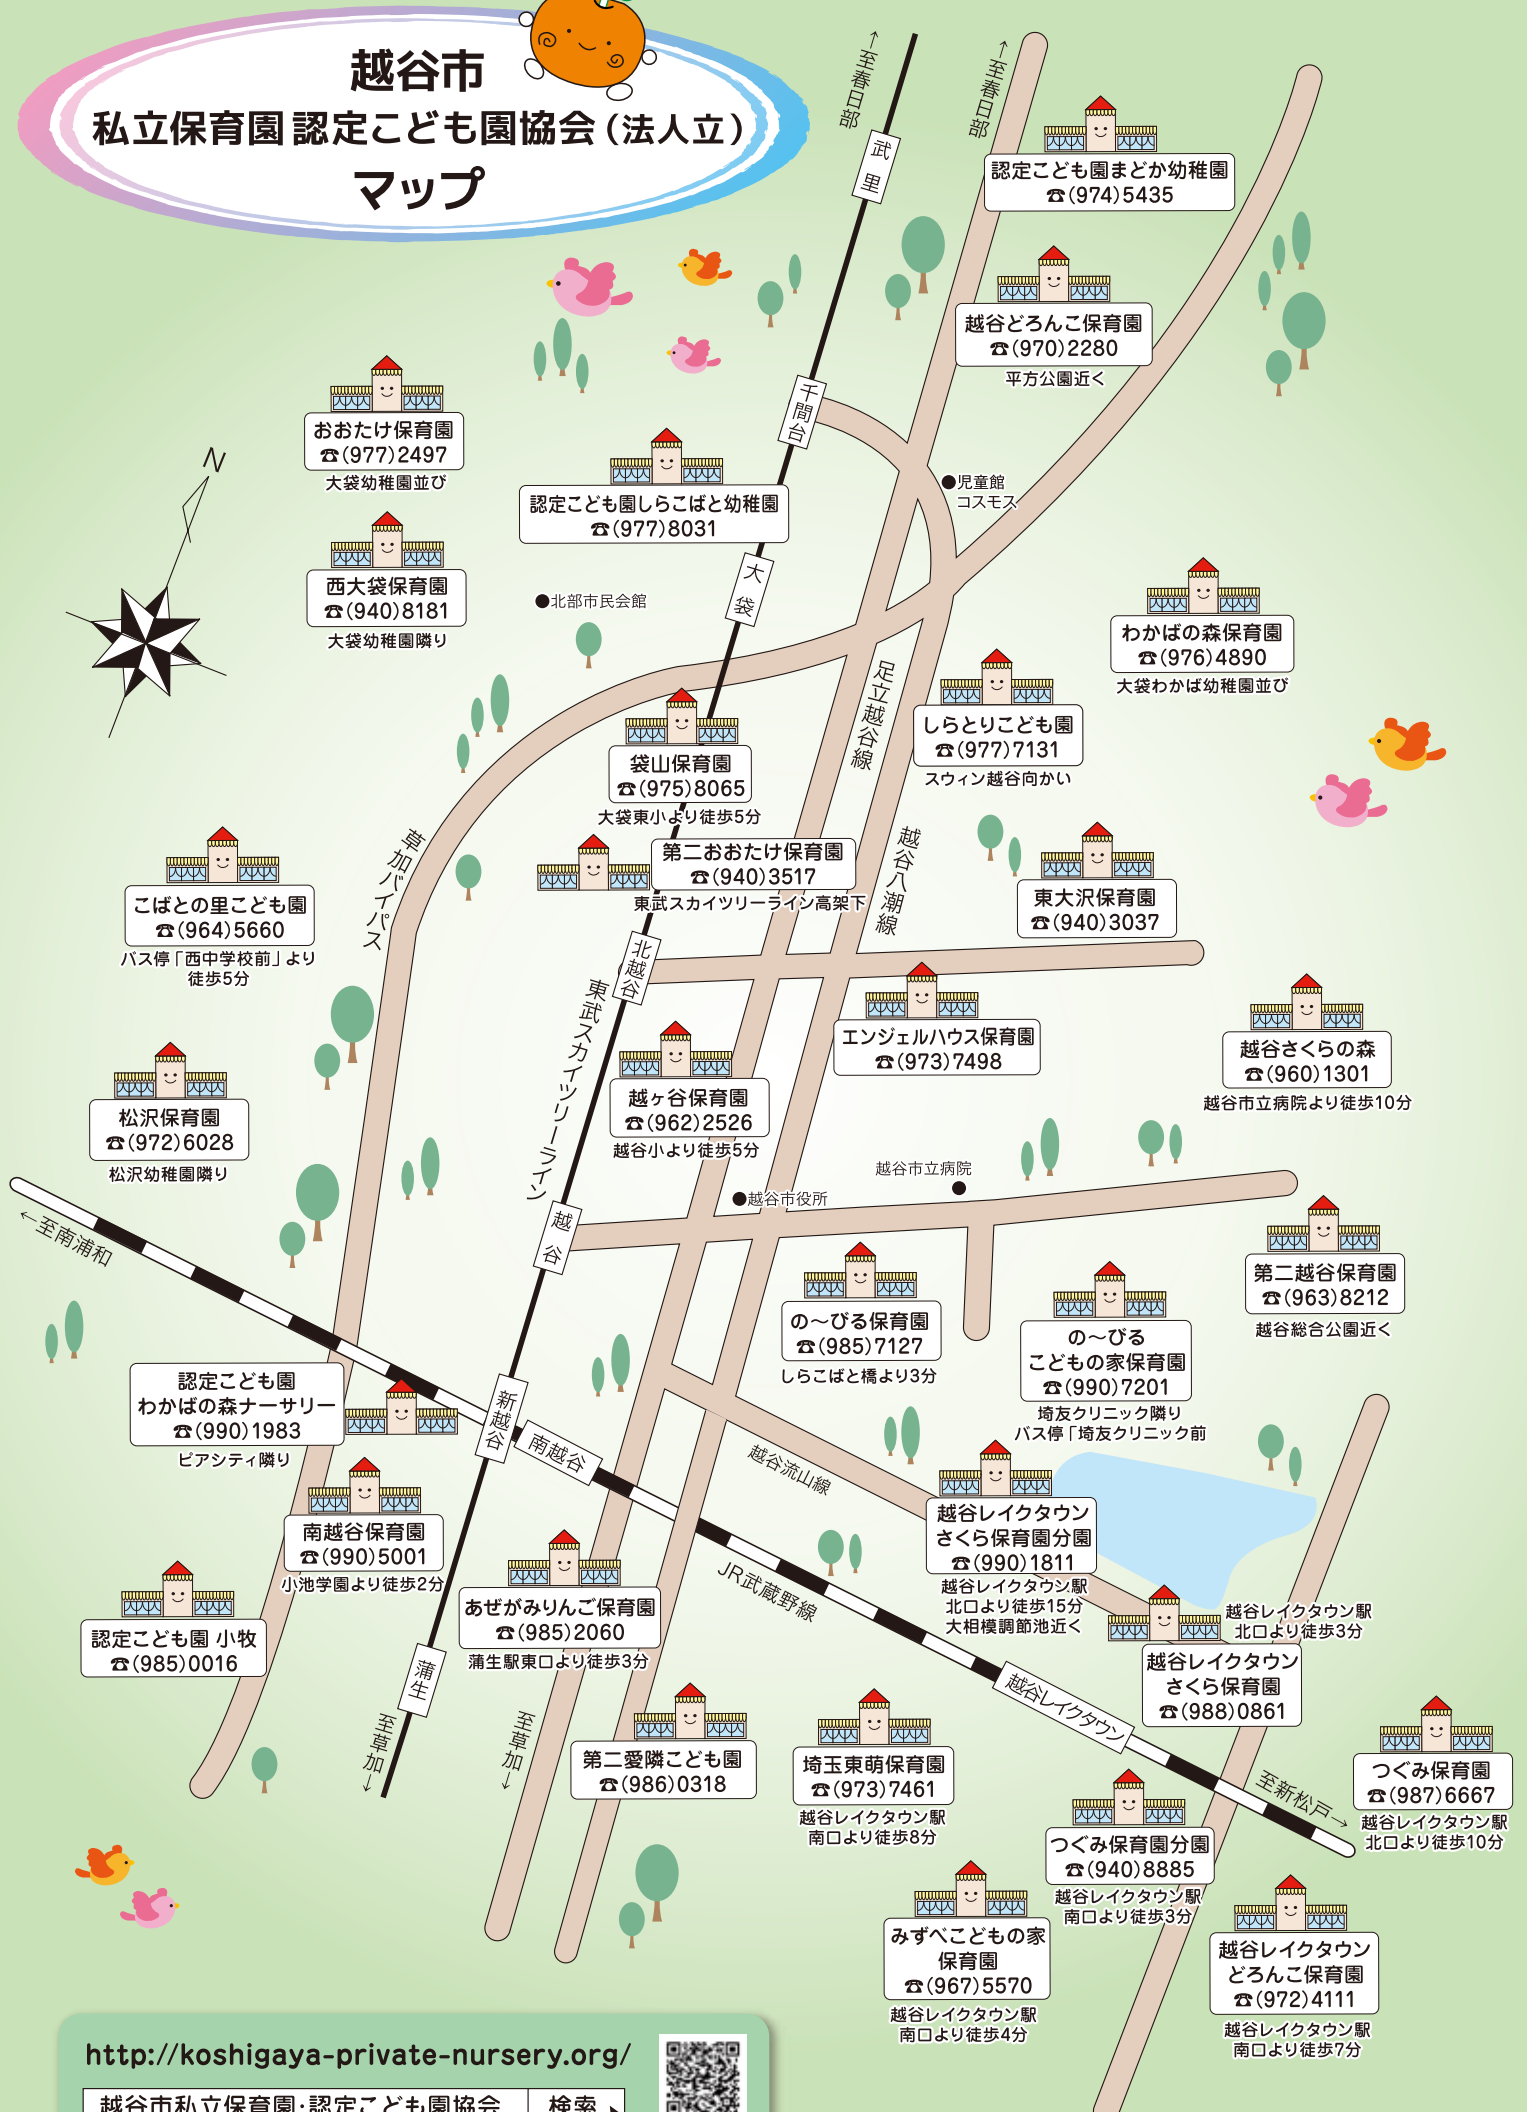 越谷市
私立保育園 認定こども園協会（法人立）
マップ
↑至春日部
↑至春日部
武里
認定こども園まどか幼稚園
☎(974)5435
越谷どろんこ保育園
☎(970)2280
平方公園近く
千間台
おおたけ保育園
☎(977)2497
大袋幼稚園並び
N
認定こども園しらこばと幼稚園
☎(977)8031
●児童館
コスモス
西大袋保育園
☎(940)8181
大袋幼稚園隣り
大袋
●北部市民会館
わかばの森保育園
☎(976)4890
大袋わかば幼稚園並び
足立越谷線
しらとりこども園
☎(977)7131
スウィン越谷向かい
袋山保育園
☎(975)8065
大袋東小より徒歩5分
草加バイパス
第二おおたけ保育園
☎(940)3517
東武スカイツリーライン高架下
越谷八潮線
東大沢保育園
☎(940)3037
こばとの里こども園
☎(964)5660
バス停「西中学校前」より
徒歩5分
北越谷
東武スカイツリーライン
エンジェルハウス保育園
☎(973)7498
越谷さくらの森
☎(960)1301
越谷市立病院より徒歩10分
越ヶ谷保育園
☎(962)2526
越谷小より徒歩5分
松沢保育園
☎(972)6028
松沢幼稚園隣り
越谷市立病院
●越谷市役所
越谷
←至南浦和
第二越谷保育園
☎(963)8212
越谷総合公園近く
の〜びる保育園
☎(985)7127
しらこばと橋より3分
の〜びる
こどもの家保育園
☎(990)7201
埼友クリニック隣り
バス停「埼友クリニック前
認定こども園
わかばの森ナーサリー
☎(990)1983
ピアシティ隣り
新越谷
南越谷
越谷流山線
南越谷保育園
☎(990)5001
小池学園より徒歩2分
越谷レイクタウン
さくら保育園分園
☎(990)1811
越谷レイクタウン駅
北口より徒歩15分
大相模調節池近く
JR武蔵野線
あぜがみりんご保育園
☎(985)2060
蒲生駅東口より徒歩3分
認定こども園 小牧
☎(985)0016
越谷レイクタウン駅
北口より徒歩3分
越谷レイクタウン
さくら保育園
☎(988)0861
蒲生
越谷レイクタウン
至草加→
至草加→
第二愛隣こども園
☎(986)0318
埼玉東萌保育園
☎(973)7461
越谷レイクタウン駅
南口より徒歩8分
至新松戸→
つぐみ保育園
☎(987)6667
越谷レイクタウン駅
北口より徒歩10分
つぐみ保育園分園
☎(940)8885
越谷レイクタウン駅
南口より徒歩3分
みずべこどもの家
保育園
☎(967)5570
越谷レイクタウン駅
南口より徒歩4分
越谷レイクタウン
どろんこ保育園
☎(972)4111
越谷レイクタウン駅
南口より徒歩7分
http://koshigaya-private-nursery.org/
越谷市私立保育園・認定こども園協会 検索